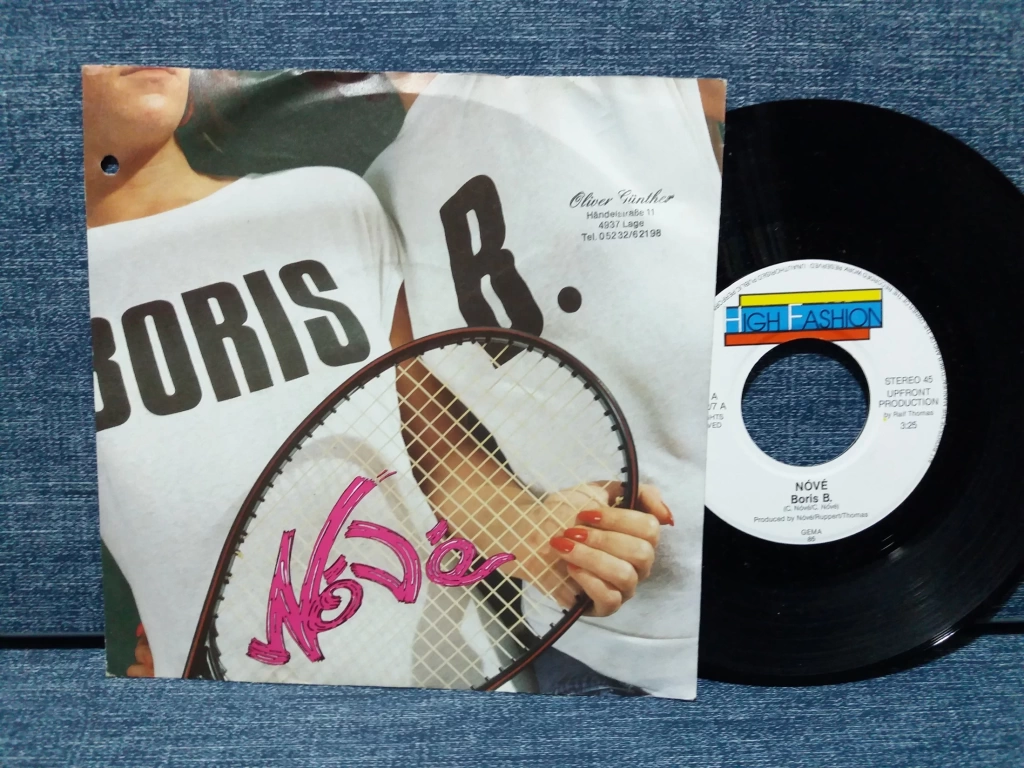 BORIS
B.
Oliver Günther
Händelstraße 11
4937 Lage
Tel. 05232/62198
Nóvé
HIGH FASHION
A
07 A
STEREO 45
UPFRONT
PRODUCTION
by Ralf Thomas
3:25
NÓVÉ
Boris B.
(C. Nóvé/C. Nóvé)
Produced by Nóvé/Ruppert/Thomas
GEMA